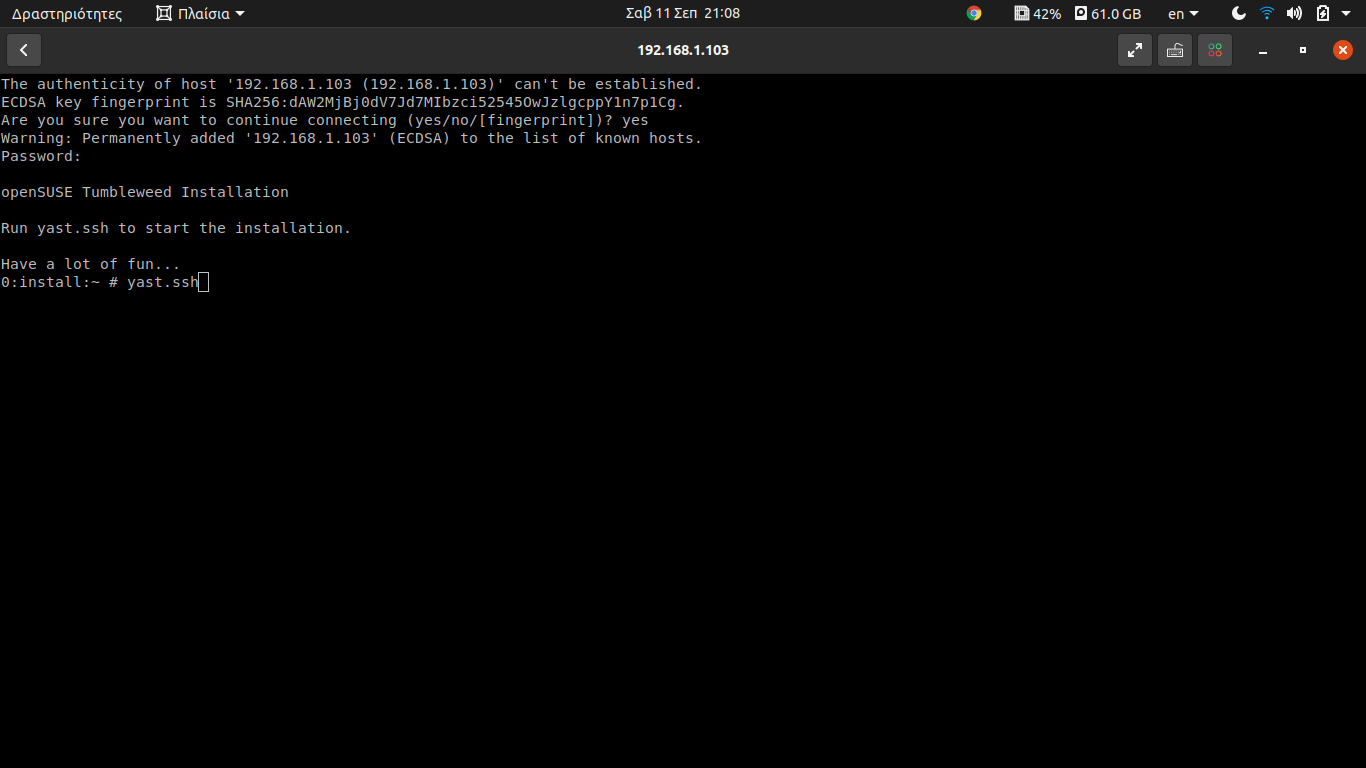 Δραστηριότητες Πλαίσια Σαβ 11 Σεπ 21:08 42% 61.0 GB en
192.168.1.103
The authenticity of host '192.168.1.103 (192.168.1.103)' can't be established.
ECDSA key fingerprint is SHA256:dAW2MjBj0dV7Jd7MIbzci52545OwJzlgcppY1n7p1Cg.
Are you sure you want to continue connecting (yes/no/[fingerprint])? yes
Warning: Permanently added '192.168.1.103' (ECDSA) to the list of known hosts.
Password:
openSUSE Tumbleweed Installation
Run yast.ssh to start the installation.
Have a lot of fun...
0:install:~ # yast.ssh